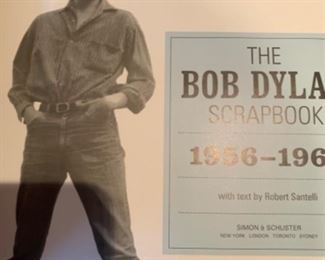 THE
BOB DYLA
SCRAPBOOK
1956–196
with text by Robert Santelli
SIMON & SCHUSTER
NEW YORK LONDON TORONTO SYDNEY